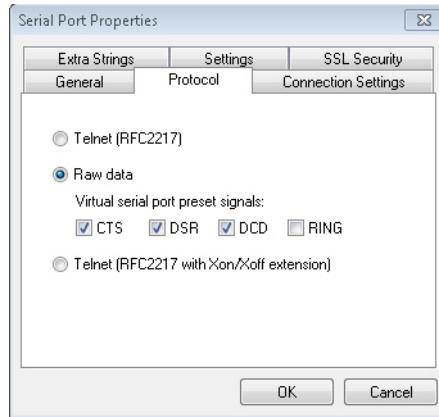 Serial Port Properties
Extra Strings Settings SSL Security
General Protocol Connection Settings
Telnet (RFC2217)
Raw data
Virtual serial port preset signals:
CTS DSR DCD RING
Telnet (RFC2217 with Xon/Xoff extension)
OK Cancel